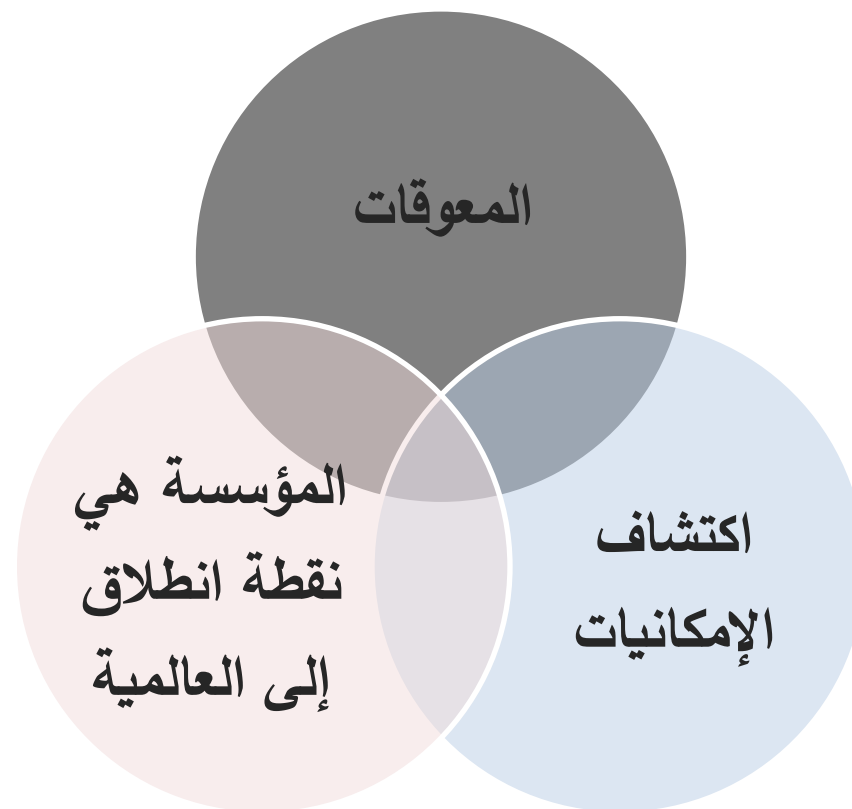 المعوقات
اكتشاف
الإمكانيات
المؤسسة هي
نقطة انطلاق
إلى العالمية